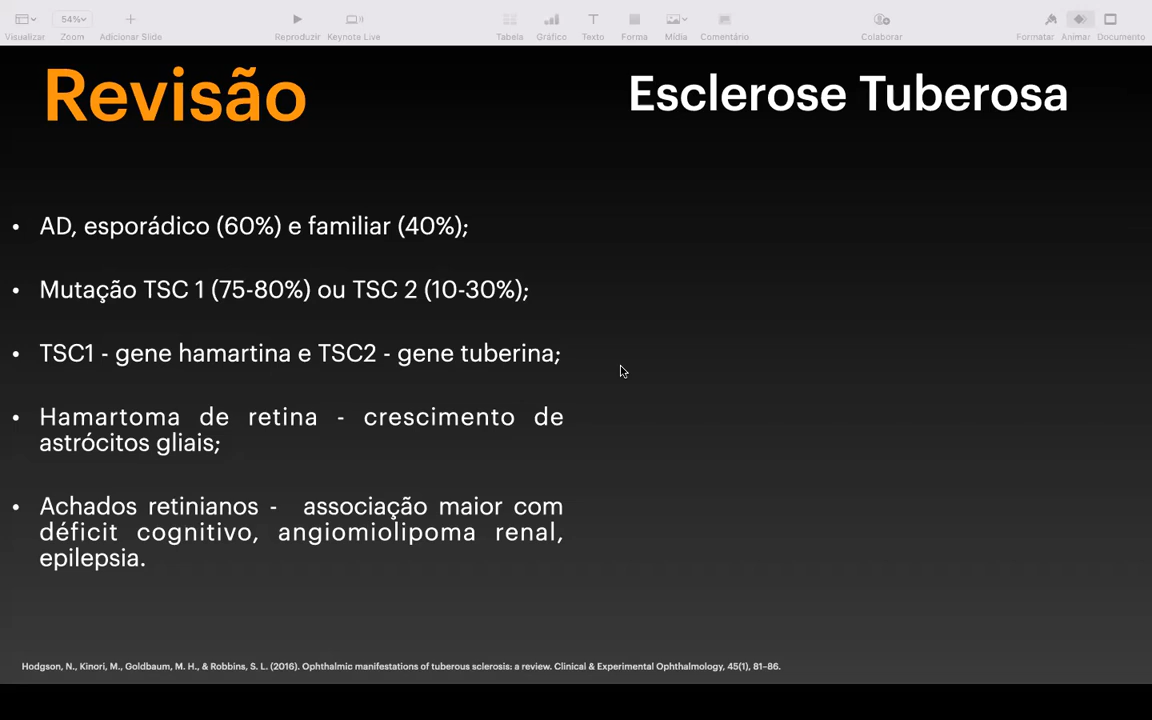 54%
Visualizar Zoom Adicionar Slide Reproduzir Keynote Live Tabela Gráfico Texto Forma Mídia Comentário Colaborar Formatar Animar Documento
Revisão
Esclerose Tuberosa
• AD, esporádico (60%) e familiar (40%);
• Mutação TSC 1 (75-80%) ou TSC 2 (10-30%);
• TSC1 - gene hamartina e TSC2 - gene tuberina;
• Hamartoma de retina - crescimento de
astrócitos gliais;
• Achados retinianos - associação maior com
déficit cognitivo, angiomiolipoma renal,
epilepsia.
Hodgson, N., Kinori, M., Goldbaum, M. H., & Robbins, S. L. (2016). Ophthalmic manifestations of tuberous sclerosis: a review. Clinical & Experimental Ophthalmology, 45(1), 81–86.